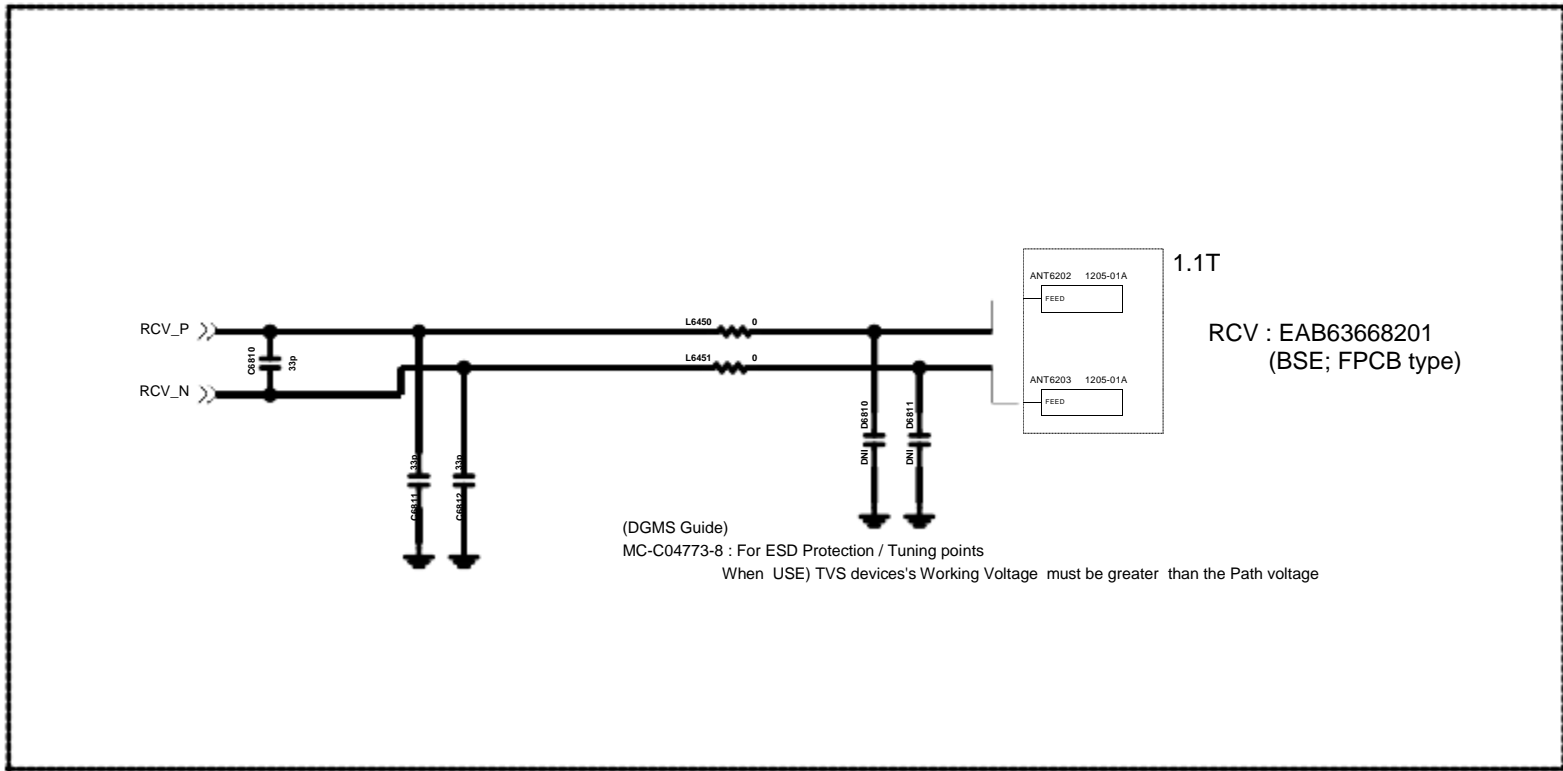 1.1T
ANT6202 1205-01A
FEED
RCV_P
L6450 0
RCV : EAB63668201
(BSE; FPCB type)
C6810
33p
L6451 0
RCV_N
ANT6203 1205-01A
FEED
D6810
D6811
DNI
DNI
33p
33p
C6811
C6812
(DGMS Guide)
MC-C04773-8 : For ESD Protection / Tuning points
When USE) TVS devices's Working Voltage must be greater than the Path voltage